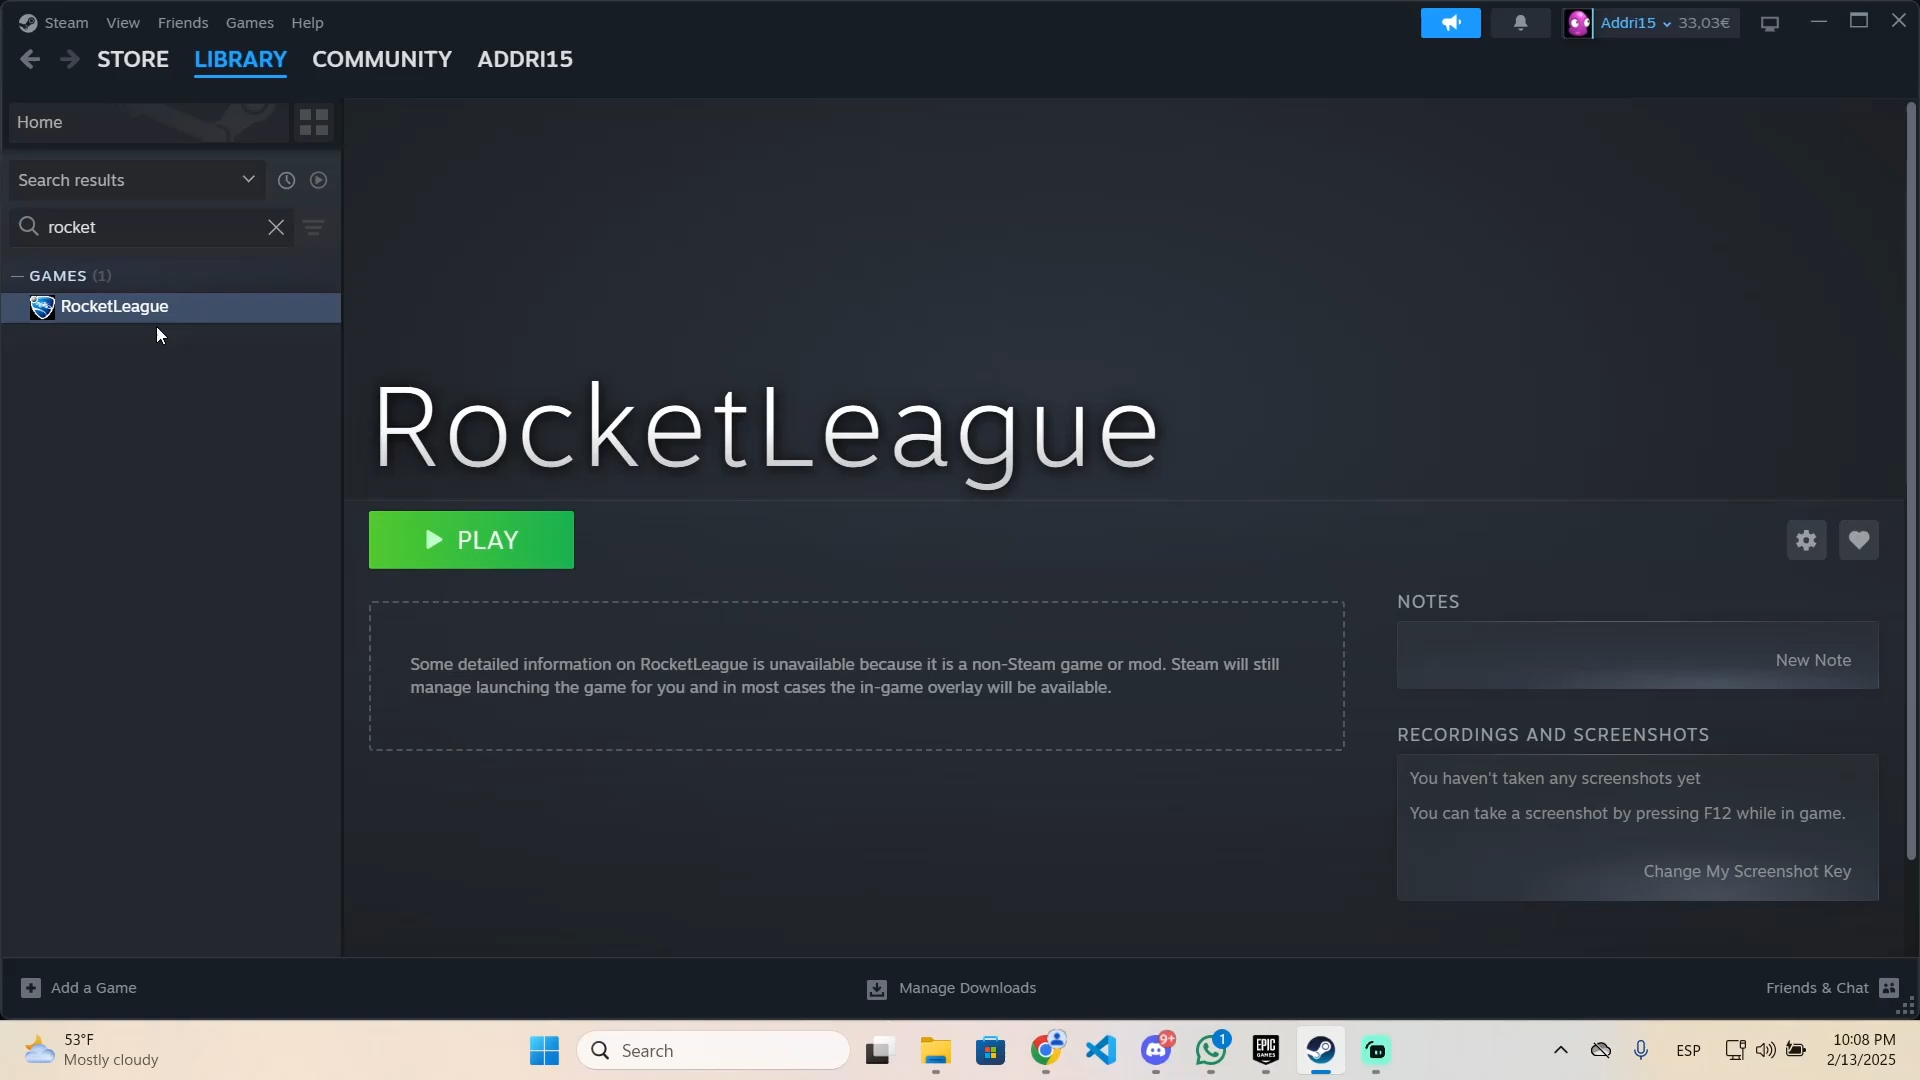 Steam View Friends Games Help
Addri15 33,03€
STORE LIBRARY COMMUNITY ADDRI15
Home
Search results
rocket
GAMES (1)
RocketLeague
RocketLeague
PLAY
Some detailed information on RocketLeague is unavailable because it is a non-Steam game or mod. Steam will still
manage launching the game for you and in most cases the in-game overlay will be available.
NOTES
New Note
RECORDINGS AND SCREENSHOTS
You haven't taken any screenshots yet
You can take a screenshot by pressing F12 while in game.
Change My Screenshot Key
Add a Game
Manage Downloads
Friends & Chat
53°F
Mostly cloudy
Search
9+
1
EPIC
GAMES
ESP
10:08 PM
2/13/2025